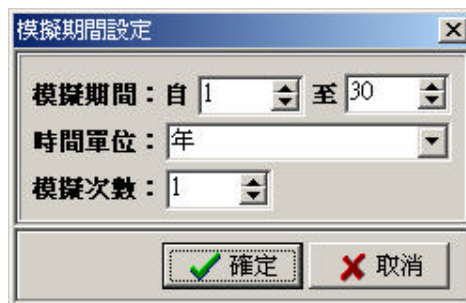 模擬期間設定
模擬期間：自 1 至 30
時間單位：年
模擬次數：1
確定 取消